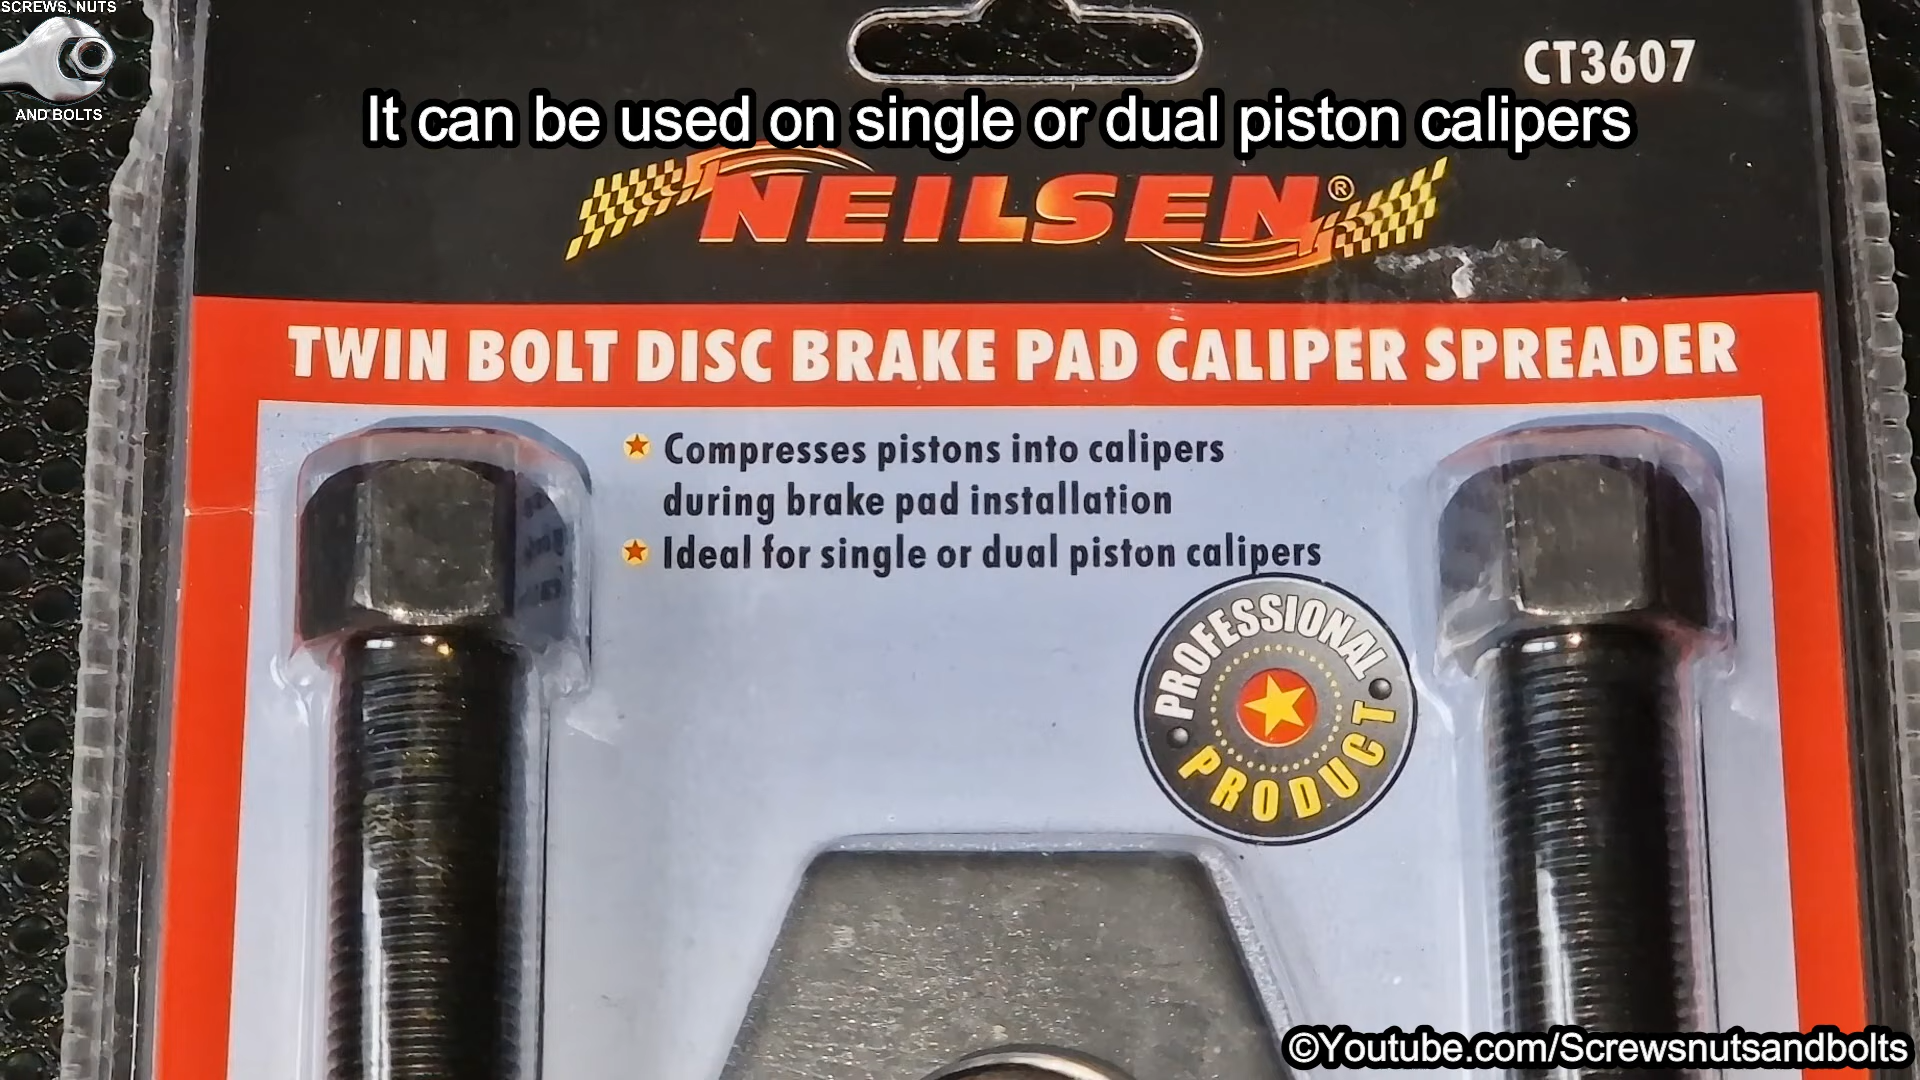 SCREWS, NUTS
AND BOLTS
CT3607
It can be used on single or dual piston calipers
NEILSEN®
TWIN BOLT DISC BRAKE PAD CALIPER SPREADER
Compresses pistons into calipers
during brake pad installation
Ideal for single or dual piston calipers
PROFESSIONAL
PRODUCT
©Youtube.com/Screwsnutsandbolts